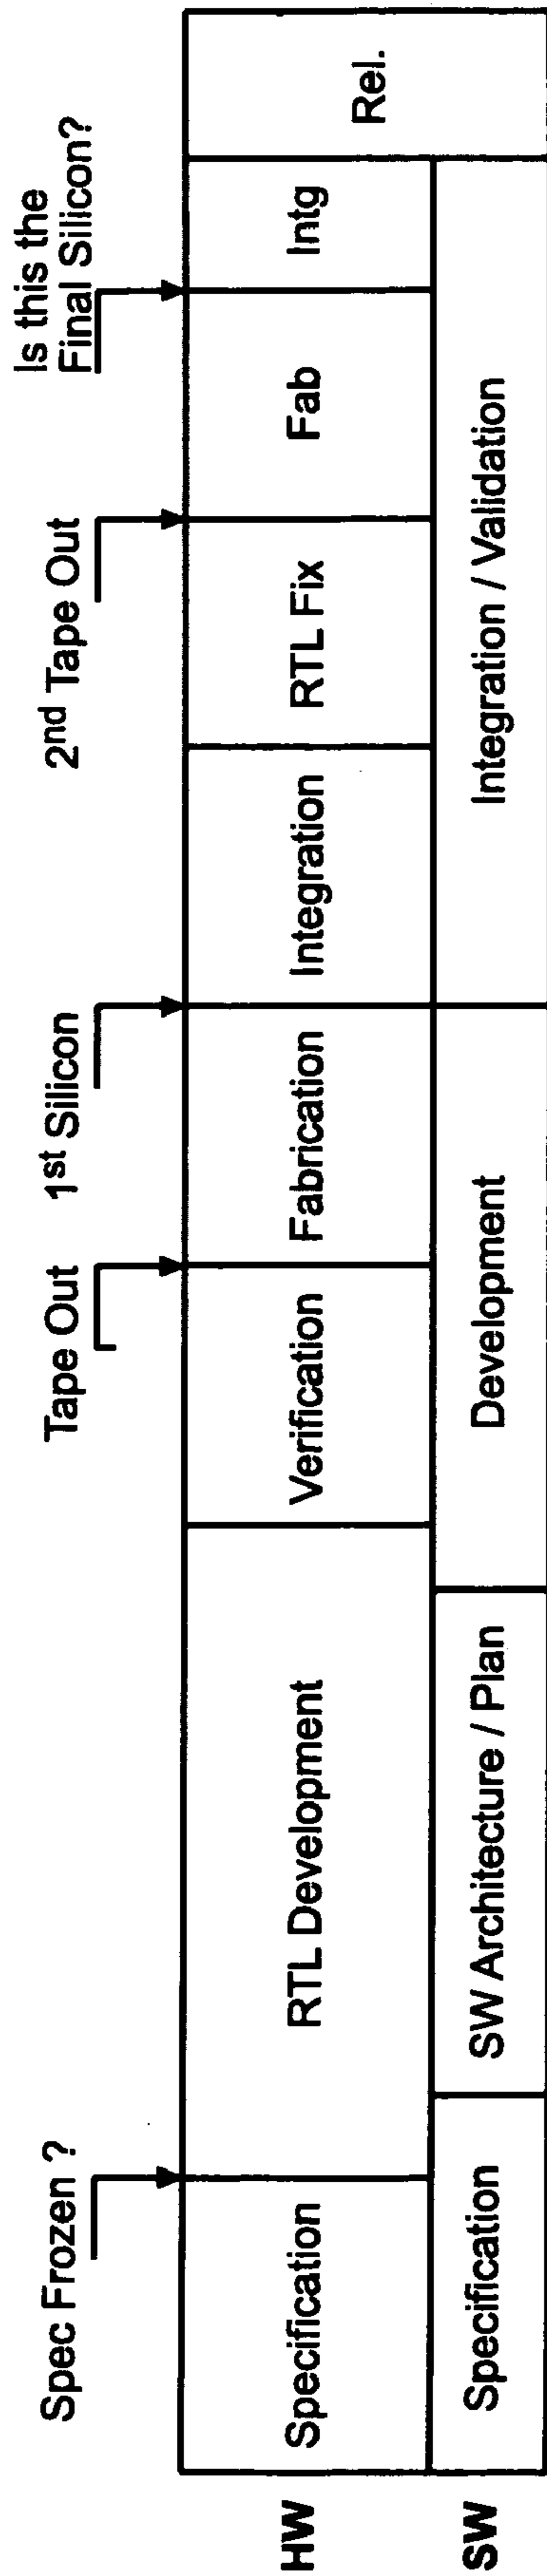 Spec Frozen ?
Tape Out
1st Silicon
2nd Tape Out
Is this the
Final Silicon?
HW
Specification
RTL Development
Verification
Fabrication
Integration
RTL Fix
Fab
Intg
Rel.
SW
Specification
SW Architecture / Plan
Development
Integration / Validation